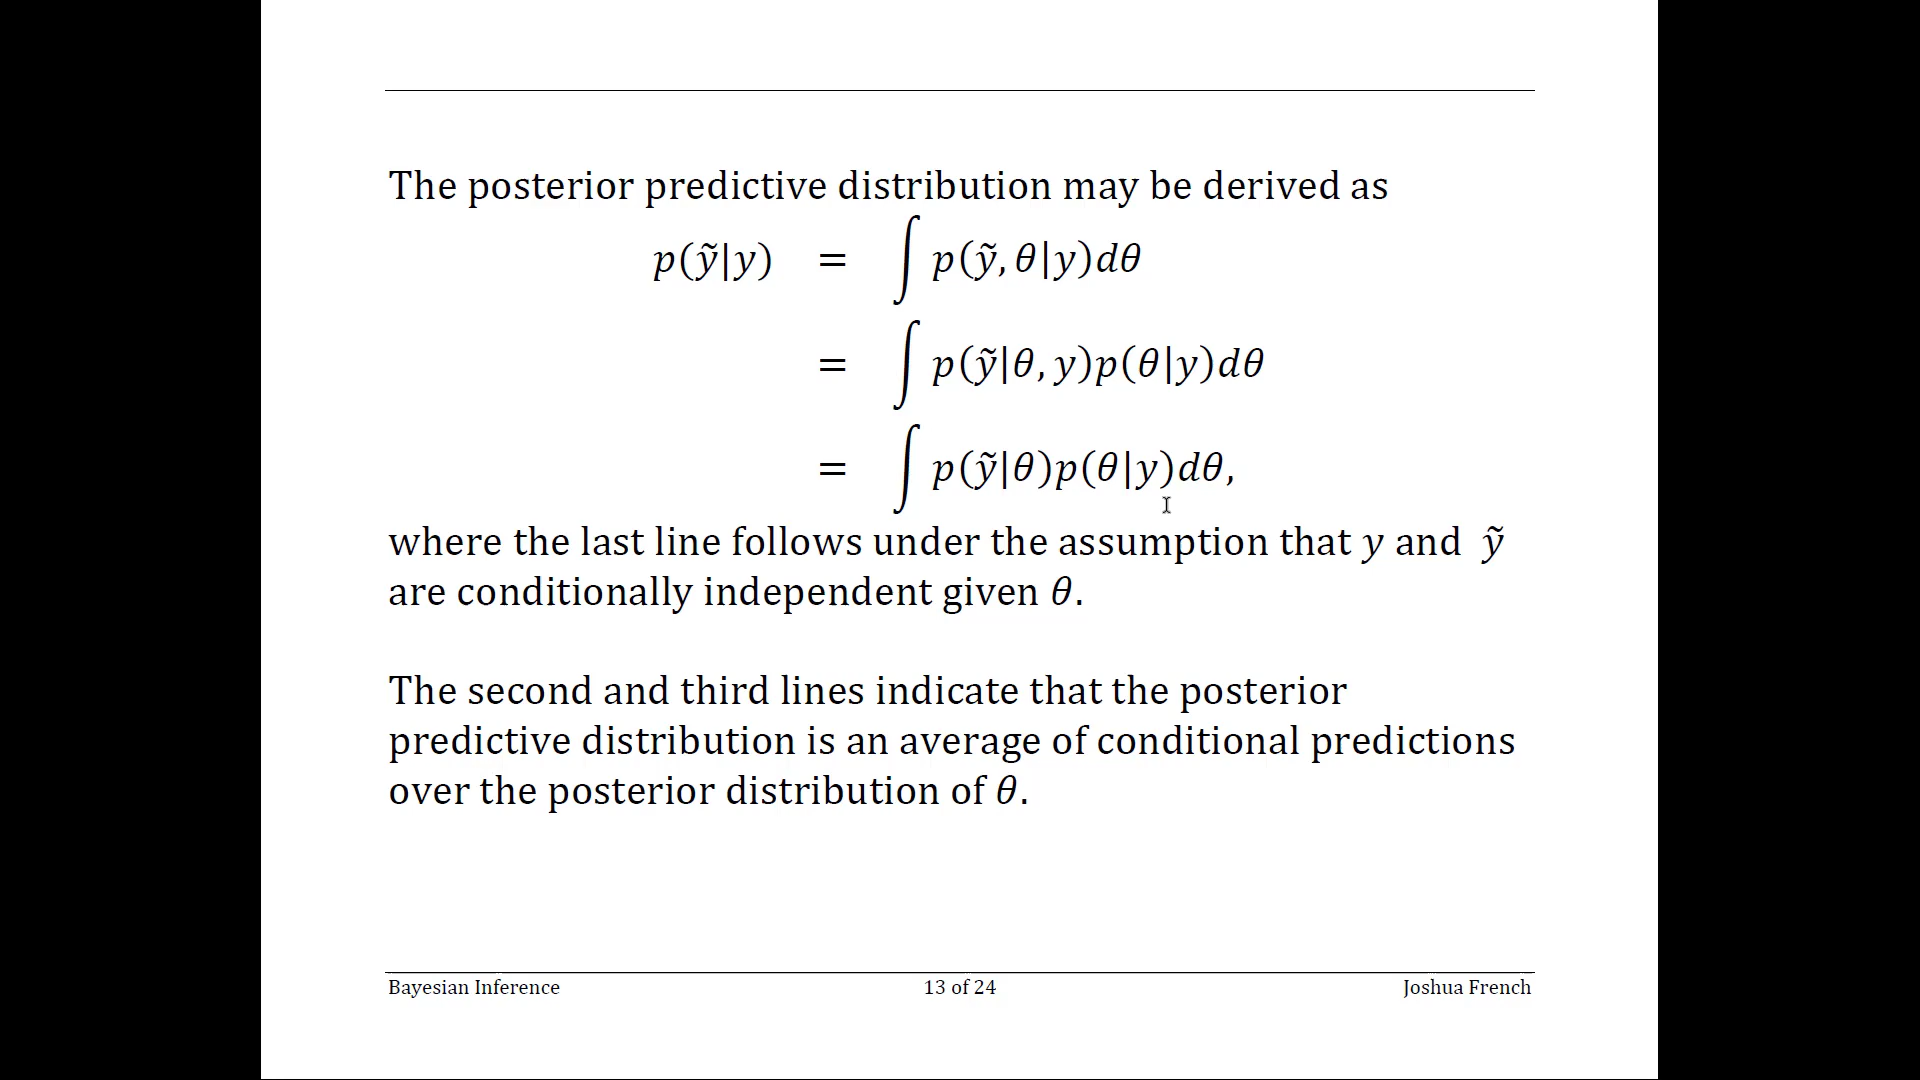 The posterior predictive distribution may be derived as
p(ỹ|y) = ∫ p(ỹ, θ|y)dθ
= ∫ p(ỹ|θ, y)p(θ|y)dθ
= ∫ p(ỹ|θ)p(θ|y)dθ,
where the last line follows under the assumption that y and ỹ
are conditionally independent given θ.
The second and third lines indicate that the posterior
predictive distribution is an average of conditional predictions
over the posterior distribution of θ.
Bayesian Inference 13 of 24 Joshua French